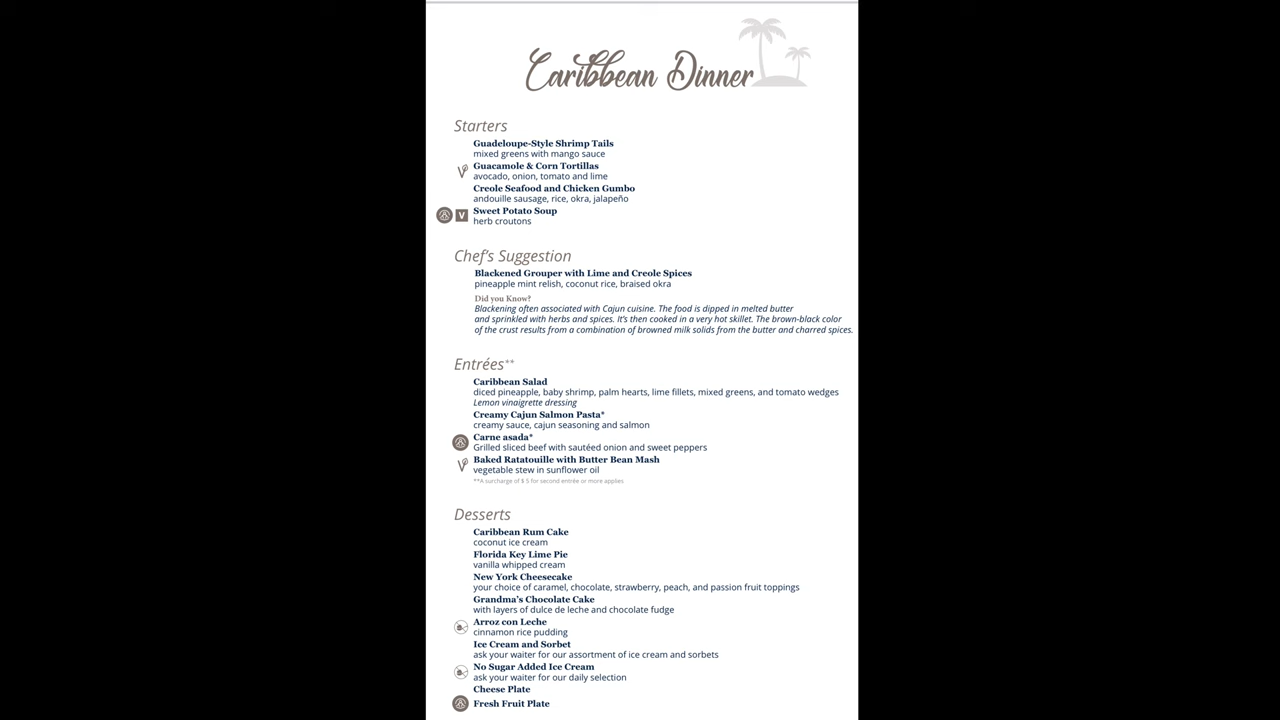 Caribbean Dinner
Starters
Guadeloupe-Style Shrimp Tails
mixed greens with mango sauce
V
Guacamole & Corn Tortillas
avocado, onion, tomato and lime
Creole Seafood and Chicken Gumbo
andouille sausage, rice, okra, jalapeño
V
Sweet Potato Soup
herb croutons
Chef's Suggestion
Blackened Grouper with Lime and Creole Spices
pineapple mint relish, coconut rice, braised okra
Did you Know?
Blackening often associated with Cajun cuisine. The food is dipped in melted butter
and sprinkled with herbs and spices. It's then cooked in a very hot skillet. The brown-black color
of the crust results from a combination of browned milk solids from the butter and charred spices.
Entrées**
Caribbean Salad
diced pineapple, baby shrimp, palm hearts, lime fillets, mixed greens, and tomato wedges
Lemon vinaigrette dressing
Creamy Cajun Salmon Pasta*
creamy sauce, cajun seasoning and salmon
Carne asada*
Grilled sliced beef with sautéed onion and sweet peppers
V
Baked Ratatouille with Butter Bean Mash
vegetable stew in sunflower oil
**A surcharge of $ 5 for second entrée or more applies
Desserts
Caribbean Rum Cake
coconut ice cream
Florida Key Lime Pie
vanilla whipped cream
New York Cheesecake
your choice of caramel, chocolate, strawberry, peach, and passion fruit toppings
Grandma's Chocolate Cake
with layers of dulce de leche and chocolate fudge
Arroz con Leche
cinnamon rice pudding
Ice Cream and Sorbet
ask your waiter for our assortment of ice cream and sorbets
No Sugar Added Ice Cream
ask your waiter for our daily selection
Cheese Plate
Fresh Fruit Plate